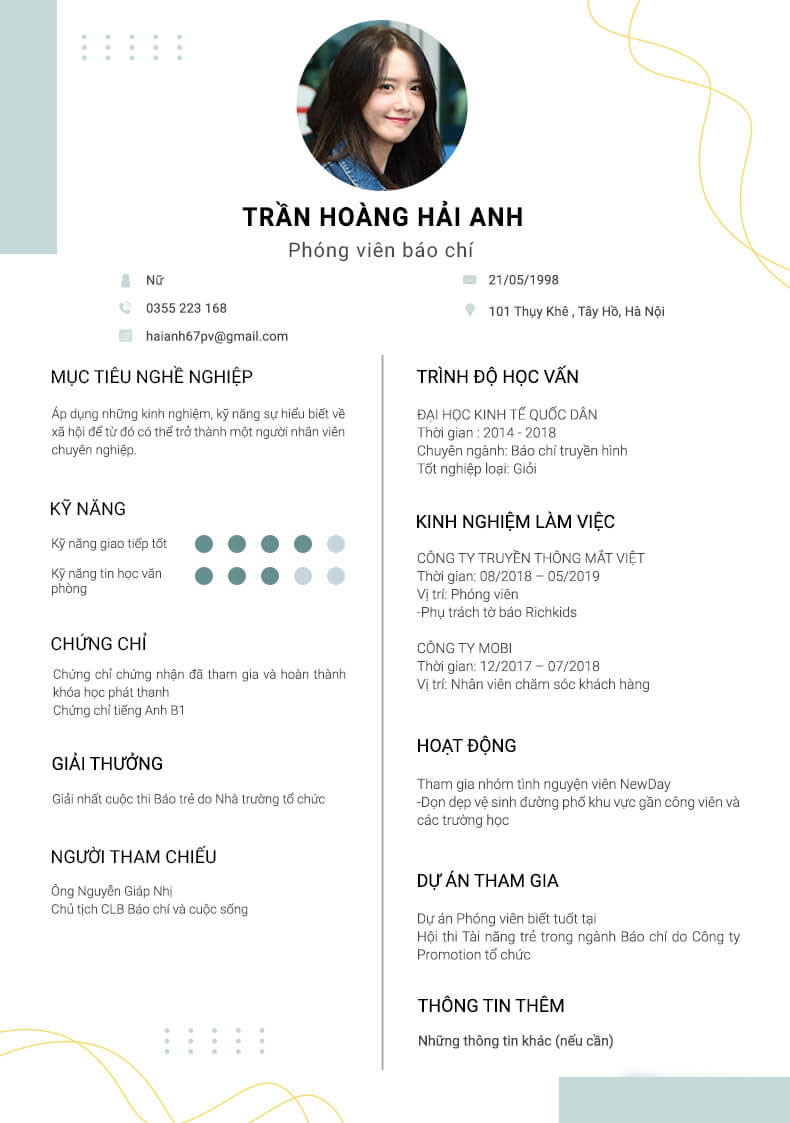 TRẦN HOÀNG HẢI ANH
Phóng viên báo chí
Nữ
0355 223 168
haianh67pv@gmail.com
21/05/1998
101 Thụy Khê , Tây Hồ, Hà Nội
MỤC TIÊU NGHỀ NGHIỆP
Áp dụng những kinh nghiệm, kỹ năng sự hiểu biết về
xã hội để từ đó có thể trở thành một người nhân viên
chuyên nghiệp.
KỸ NĂNG
Kỹ năng giao tiếp tốt
Kỹ năng tin học văn
phòng
CHỨNG CHỈ
Chứng chỉ chứng nhận đã tham gia và hoàn thành
khóa học phát thanh
Chứng chỉ tiếng Anh B1
GIẢI THƯỞNG
Giải nhất cuộc thi Báo trẻ do Nhà trường tổ chức
NGƯỜI THAM CHIẾU
Ông Nguyễn Giáp Nhị
Chủ tịch CLB Báo chí và cuộc sống
TRÌNH ĐỘ HỌC VẤN
ĐẠI HỌC KINH TẾ QUỐC DÂN
Thời gian : 2014 - 2018
Chuyên ngành: Báo chí truyền hình
Tốt nghiệp loại: Giỏi
KINH NGHIỆM LÀM VIỆC
CÔNG TY TRUYỀN THÔNG MẮT VIỆT
Thời gian: 08/2018 – 05/2019
Vị trí: Phóng viên
-Phụ trách tờ báo Richkids
CÔNG TY MOBI
Thời gian: 12/2017 – 07/2018
Vị trí: Nhân viên chăm sóc khách hàng
HOẠT ĐỘNG
Tham gia nhóm tình nguyện viên NewDay
-Dọn dẹp vệ sinh đường phố khu vực gần công viên và
các trường học
DỰ ÁN THAM GIA
Dự án Phóng viên biết tuốt tại
Hội thi Tài năng trẻ trong ngành Báo chí do Công ty
Promotion tổ chức
THÔNG TIN THÊM
Những thông tin khác (nếu cần)